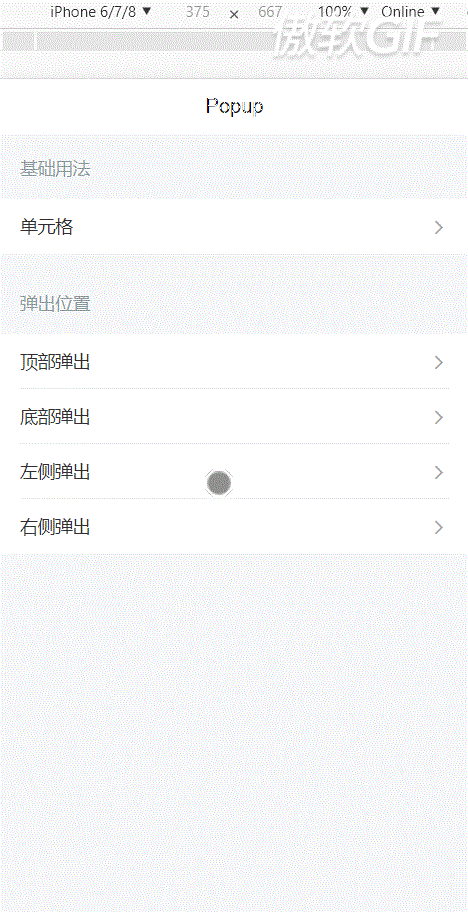 iPhone 6/7/8 ▼ 375 × 667 100% ▼ Online ▼
傲软GIF
Popup
基础用法
单元格
弹出位置
顶部弹出
底部弹出
左侧弹出
右侧弹出